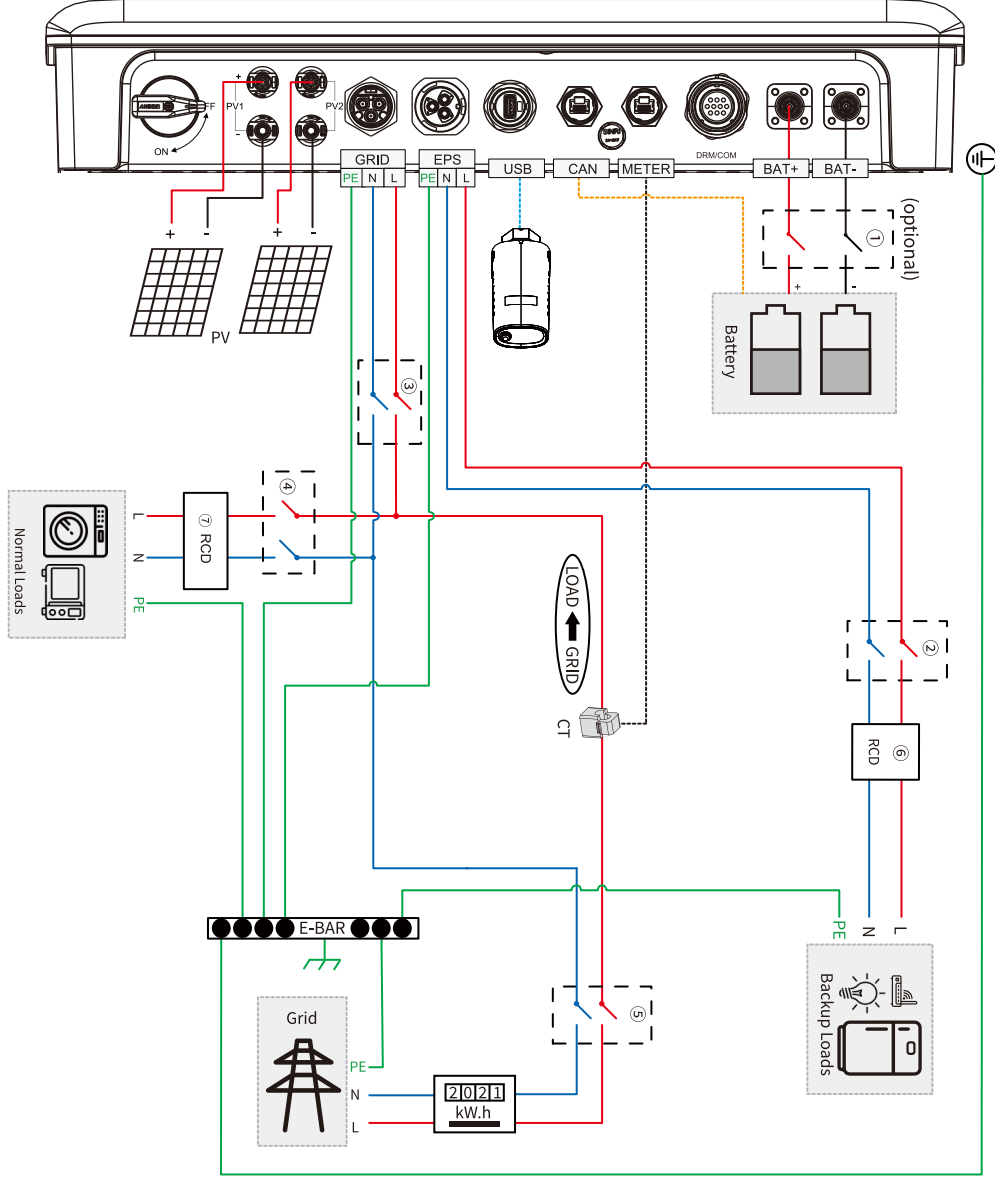 +
PV1
-
PV2
OFF
ON
DRM/COM
GRID
EPS
USB
CAN
METER
BAT+
BAT-
PE
N
L
PE
N
L
+
-
+
-
PV
①
(optional)
+
-
Battery
③
④
⑦ RCD
L
N
PE
Normal Loads
LOAD
GRID
CT
②
⑥
RCD
PE
N
L
Backup Loads
E-BAR
⑤
Grid
PE
N
L
2021
kW.h